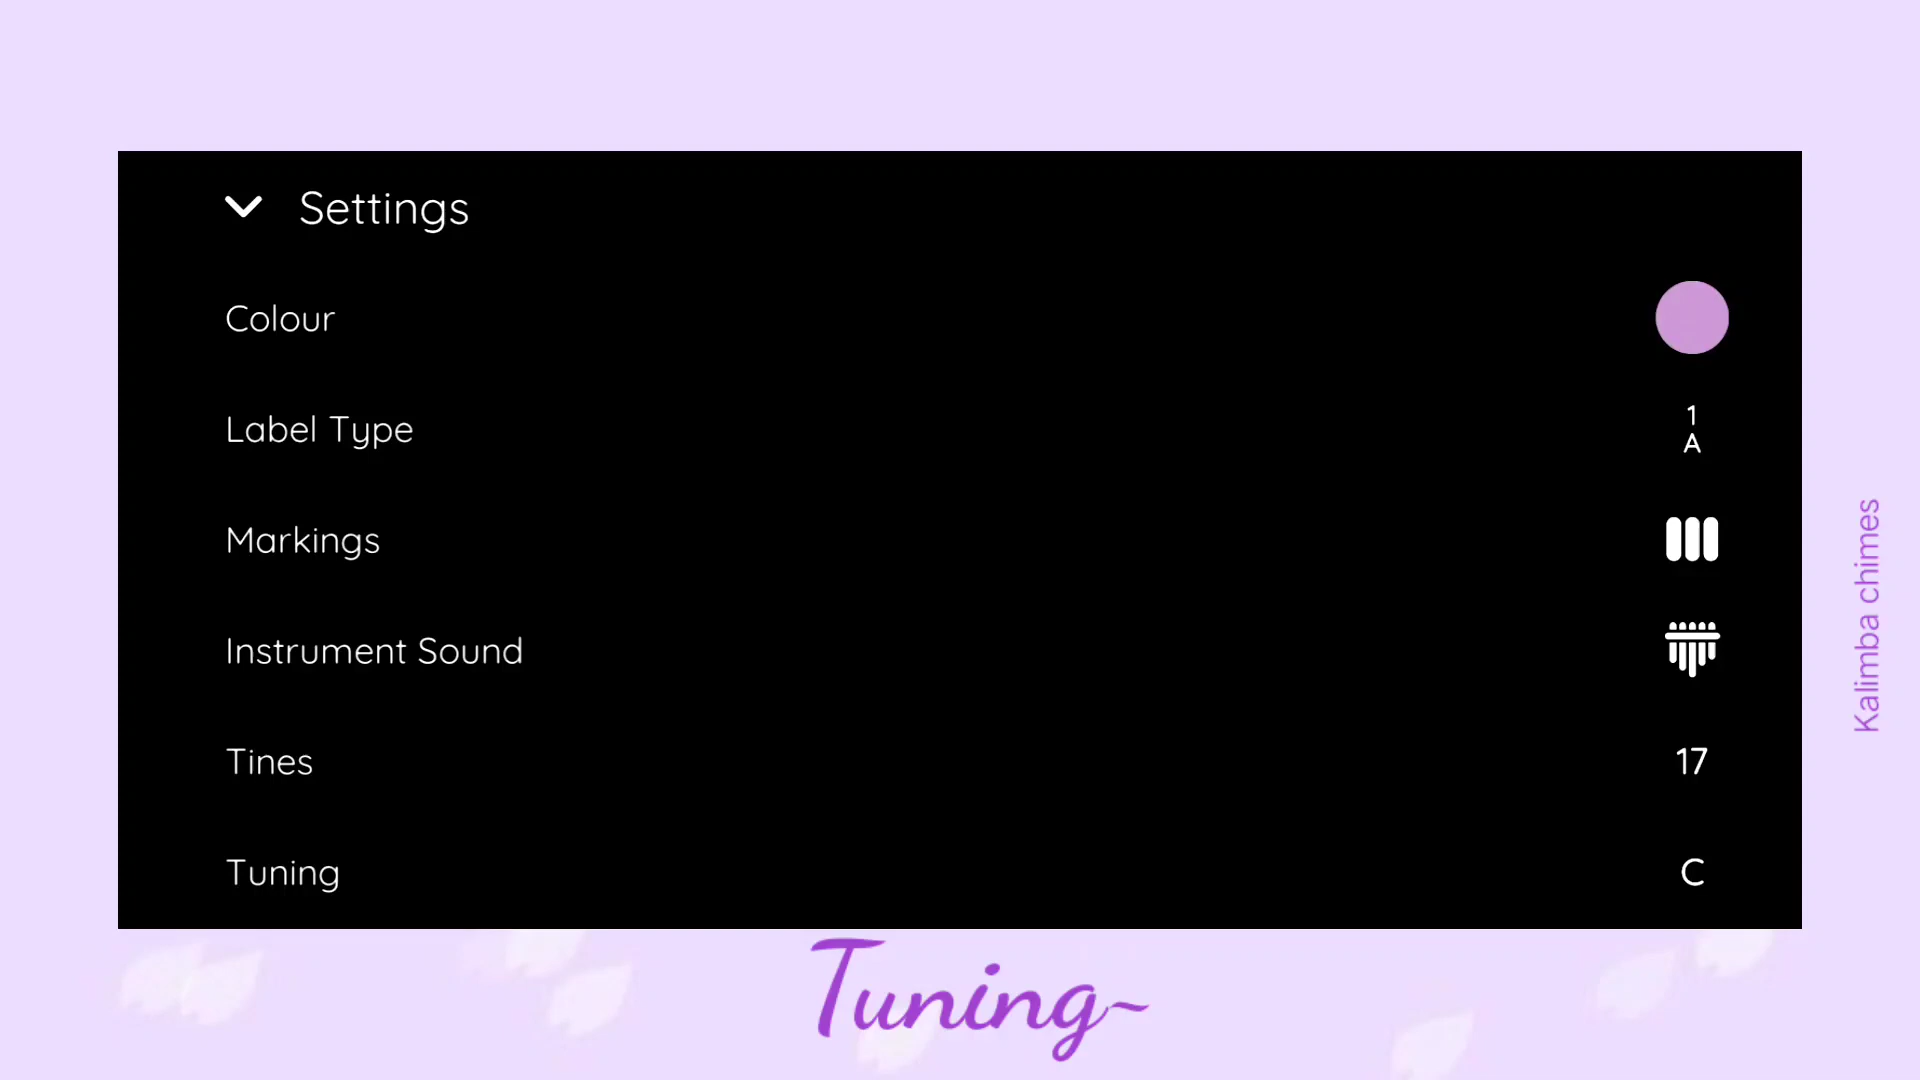 Settings
Colour
Label Type
1
A
Markings
Instrument Sound
Tines
17
Tuning
C
Tuning~
Kalimba chimes